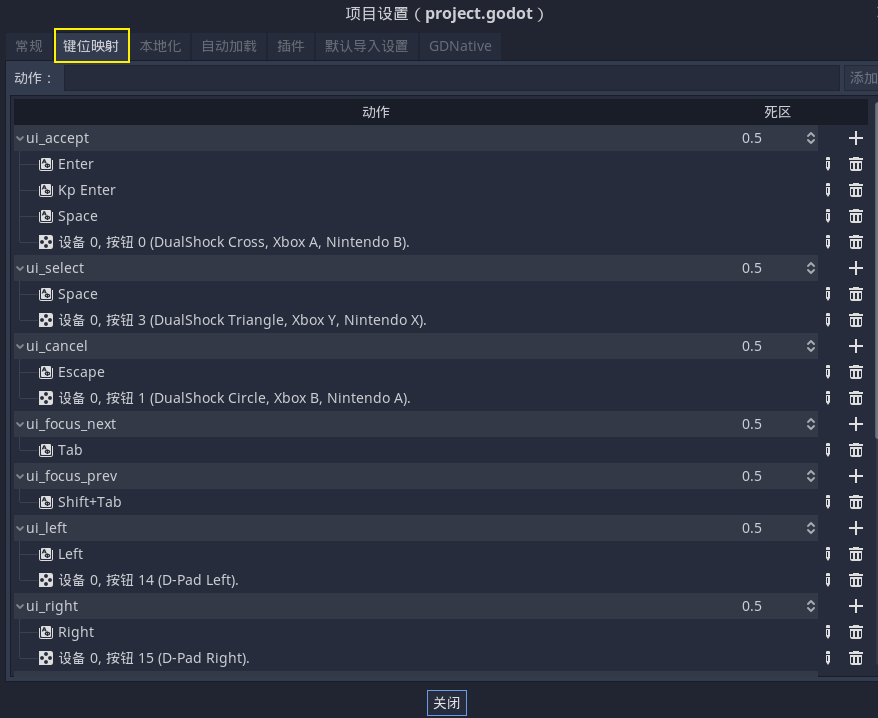 项目设置（project.godot）
常规 键位映射 本地化 自动加载 插件 默认导入设置 GDNative
动作： 添加
动作 死区
ui_accept 0.5
Enter
Kp Enter
Space
设备 0, 按钮 0 (DualShock Cross, Xbox A, Nintendo B).
ui_select 0.5
Space
设备 0, 按钮 3 (DualShock Triangle, Xbox Y, Nintendo X).
ui_cancel 0.5
Escape
设备 0, 按钮 1 (DualShock Circle, Xbox B, Nintendo A).
ui_focus_next 0.5
Tab
ui_focus_prev 0.5
Shift+Tab
ui_left 0.5
Left
设备 0, 按钮 14 (D-Pad Left).
ui_right 0.5
Right
设备 0, 按钮 15 (D-Pad Right).
关闭